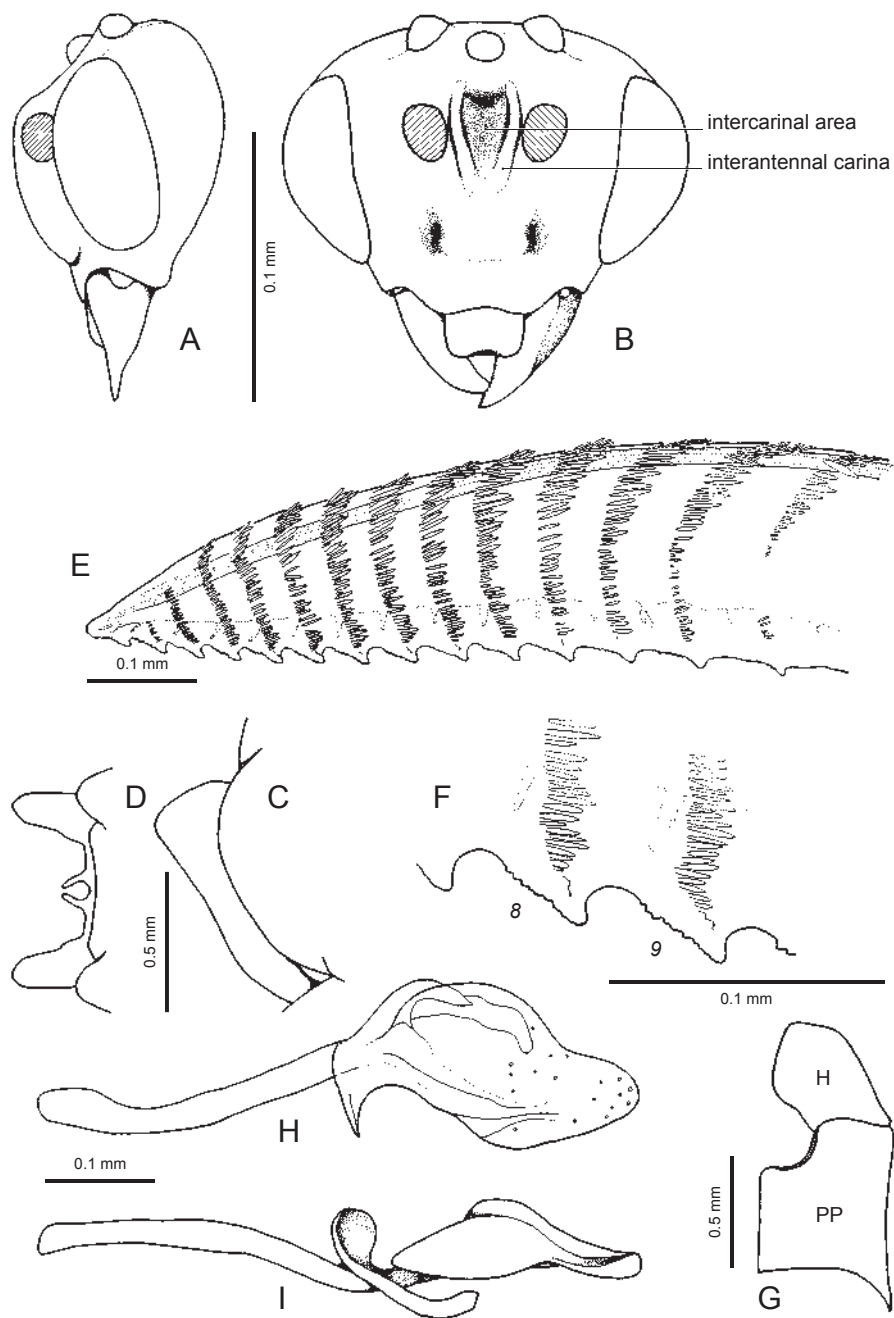 intercarinal area
interantennal carina
0.1 mm
A
B
E
0.1 mm
D
C
F
0.5 mm
8
9
0.1 mm
H
H
0.1 mm
0.5 mm
PP
I
G